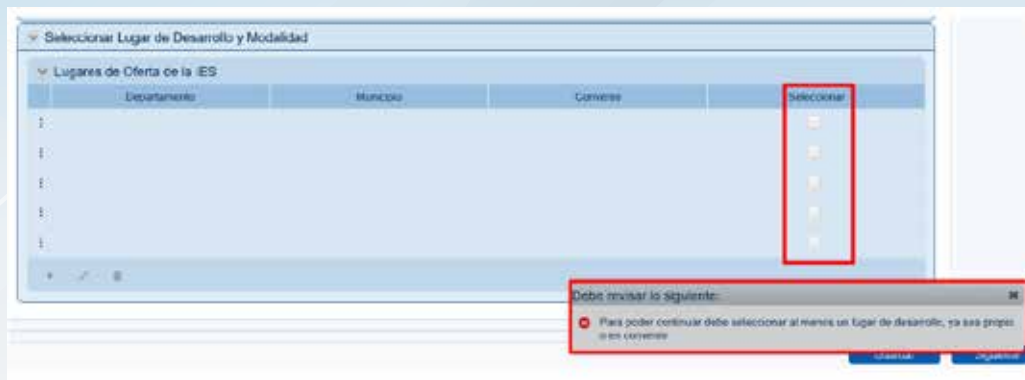 Seleccionar Lugar de Desarrollo y Modalidad
Lugares de Oferta de la IES
Departamento Municipio Convenio Seleccionar
Debe revisar lo siguiente:
Para poder continuar debe seleccionar al menos un lugar de desarrollo, ya sea propio
o en convenio
Guardar Siguiente